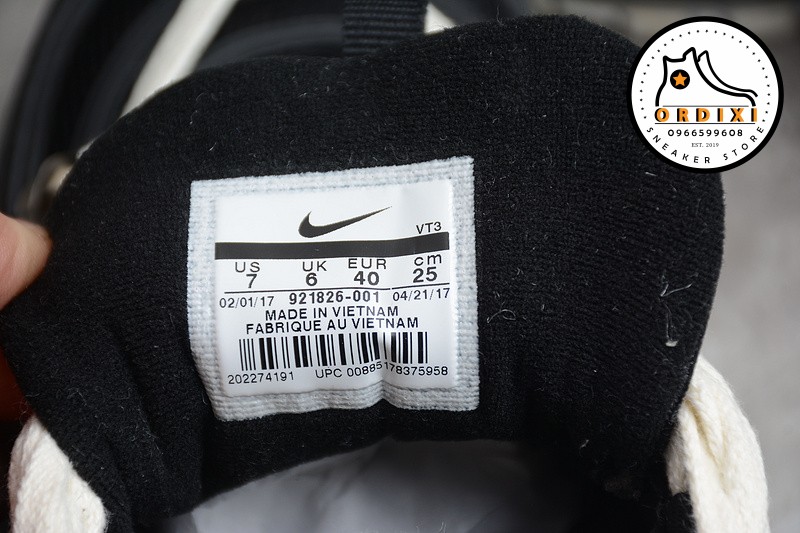 VT3
US UK EUR cm
7 6 40 25
02/01/17 921826-001 04/21/17
MADE IN VIETNAM
FABRIQUE AU VIETNAM
202274191 UPC 00885178375958
ORDIXI
0966599608
EST. 2019
SNEAKER STORE